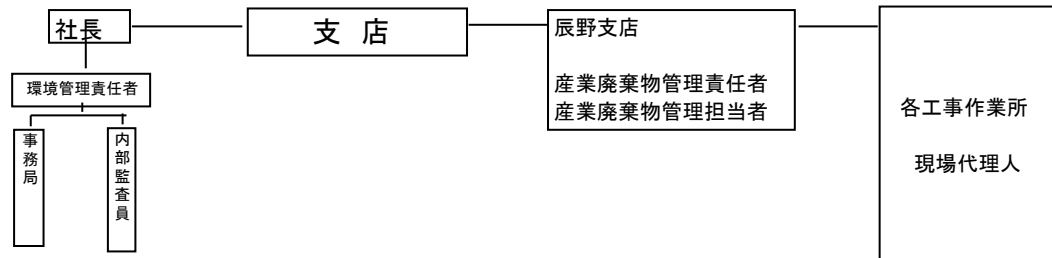 社長
支 店
辰野支店
産業廃棄物管理責任者
産業廃棄物管理担当者
各工事作業所
現場代理人
環境管理責任者
事務局
内部監査員